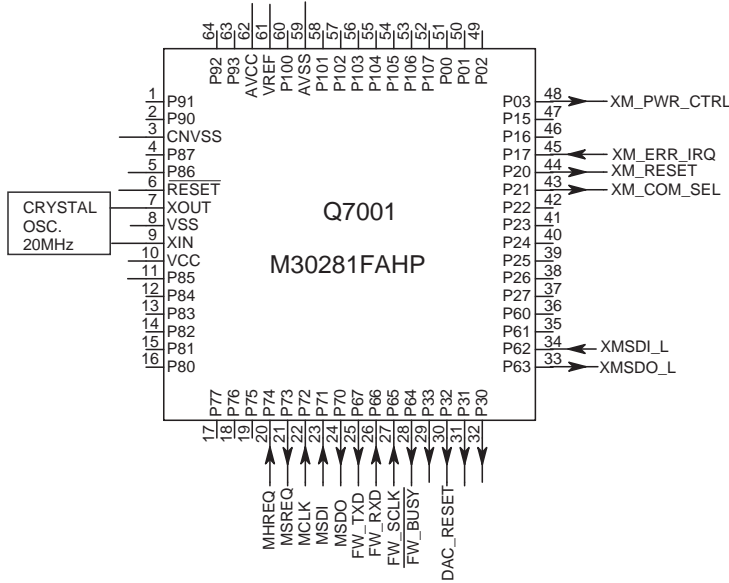 64 63 62 61 60 59 58 57 56 55 54 53 52 51 50 49
P92 P93 AVCC VREF P100 AVSS P101 P102 P103 P104 P105 P106 P107 P00 P01 P02
1 P91
2 P90
3 CNVSS
4 P87
5 P86
6 RESET
7 XOUT
8 VSS
9 XIN
10 VCC
11 P85
12 P84
13 P83
14 P82
15 P81
16 P80
CRYSTAL
OSC.
20MHz
Q7001
M30281FAHP
P03 48 XM_PWR_CTRL
P15 47
P16 46
P17 45 XM_ERR_IRQ
P20 44 XM_RESET
P21 43 XM_COM_SEL
P22 42
P23 41
P24 40
P25 39
P26 38
P27 37
P60 36
P61 35
P62 34 XMSDI_L
P63 33 XMSDO_L
P77 P76 P75 P74 P73 P72 P71 P70 P67 P66 P65 P64 P33 P32 P31 P30
17 18 19 20 21 22 23 24 25 26 27 28 29 30 31 32
MHREQ MSREQ MCLK MSDI MSDO FW_TXD FW_RXD FW_SCLK FW_BUSY DAC_RESET